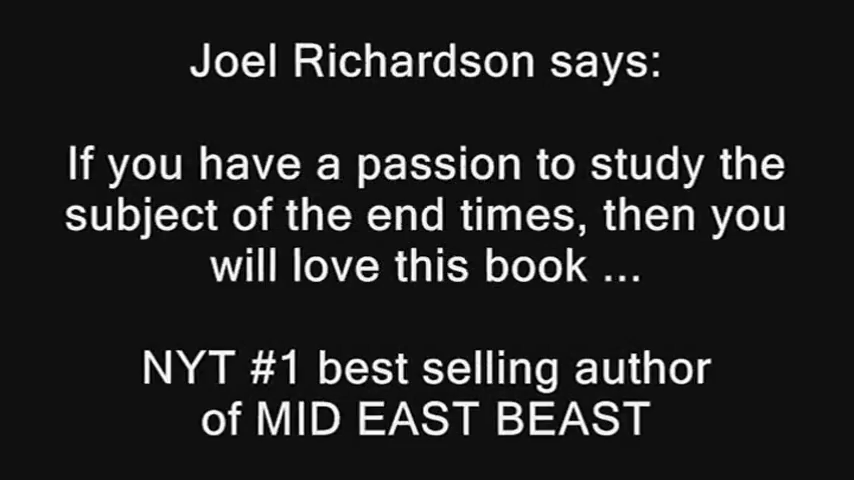 Joel Richardson says:
If you have a passion to study the
subject of the end times, then you
will love this book ...
NYT #1 best selling author
of MID EAST BEAST